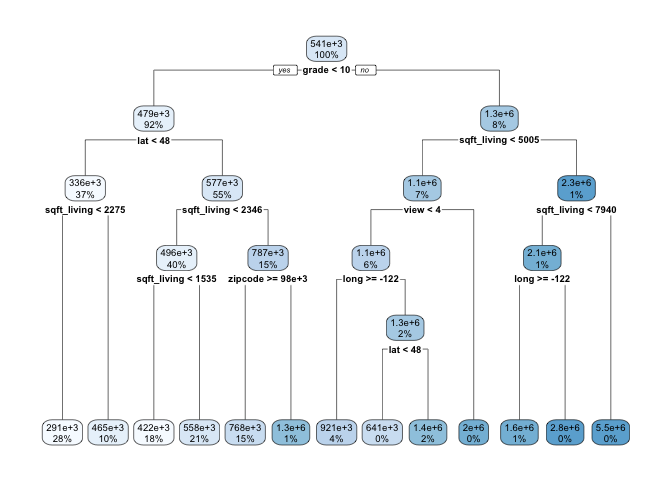 541e+3
100%
yes grade < 10 no
479e+3 1.3e+6
92% 8%
lat < 48 sqft_living < 5005
336e+3 577e+3 1.1e+6 2.3e+6
37% 55% 7% 1%
sqft_living < 2275 sqft_living < 2346 view < 4 sqft_living < 7940
496e+3 787e+3 1.1e+6 2.1e+6
40% 15% 6% 1%
sqft_living < 1535 zipcode >= 98e+3 long >= -122 long >= -122
1.3e+6
2%
lat < 48
291e+3 465e+3 422e+3 558e+3 768e+3 1.3e+6 921e+3 641e+3 1.4e+6 2e+6 1.6e+6 2.8e+6 5.5e+6
28% 10% 18% 21% 15% 1% 4% 0% 2% 0% 1% 0% 0%